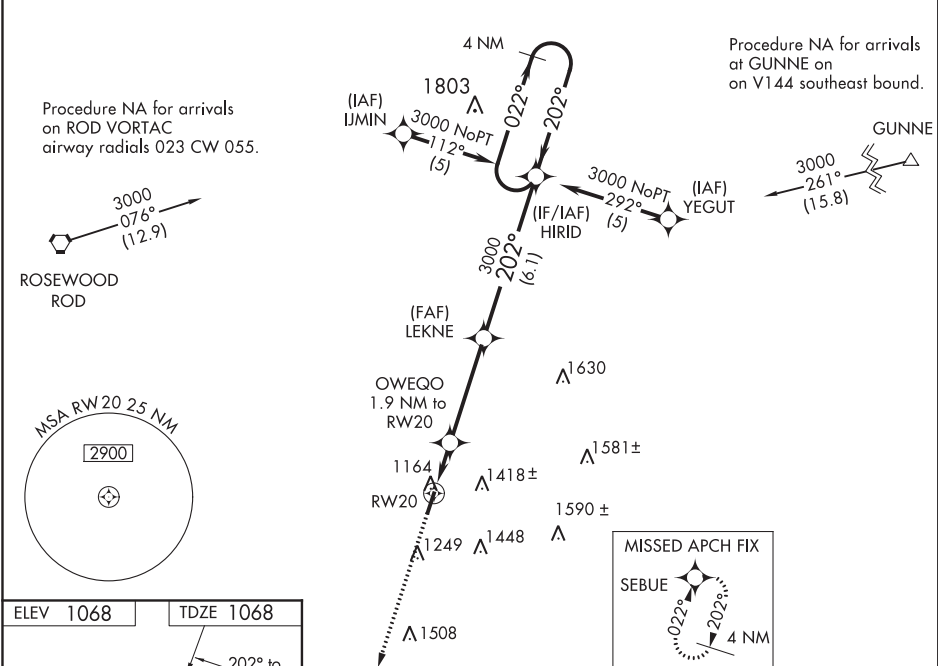 4 NM
Procedure NA for arrivals
at GUNNE on
on V144 southeast bound.
1803
Procedure NA for arrivals
on ROD VORTAC
airway radials 023 CW 055.
(IAF)
IJMIN
3000 NoPT
112°
(5)
022°
202°
GUNNE
3000
261°
(15.8)
3000 NoPT
292°
(5)
(IAF)
YEGUT
(IF/IAF)
HIRID
3000
076°
(12.9)
ROSEWOOD
ROD
3000
202°
(6.1)
(FAF)
LEKNE
1630
OWEQO
1.9 NM to
RW20
MSA RW20 25 NM
2900
1581±
1164
1418±
RW20
1590 ±
1249
1448
MISSED APCH FIX
SEBUE
022°
202°
4 NM
ELEV 1068
TDZE 1068
1508
202° to